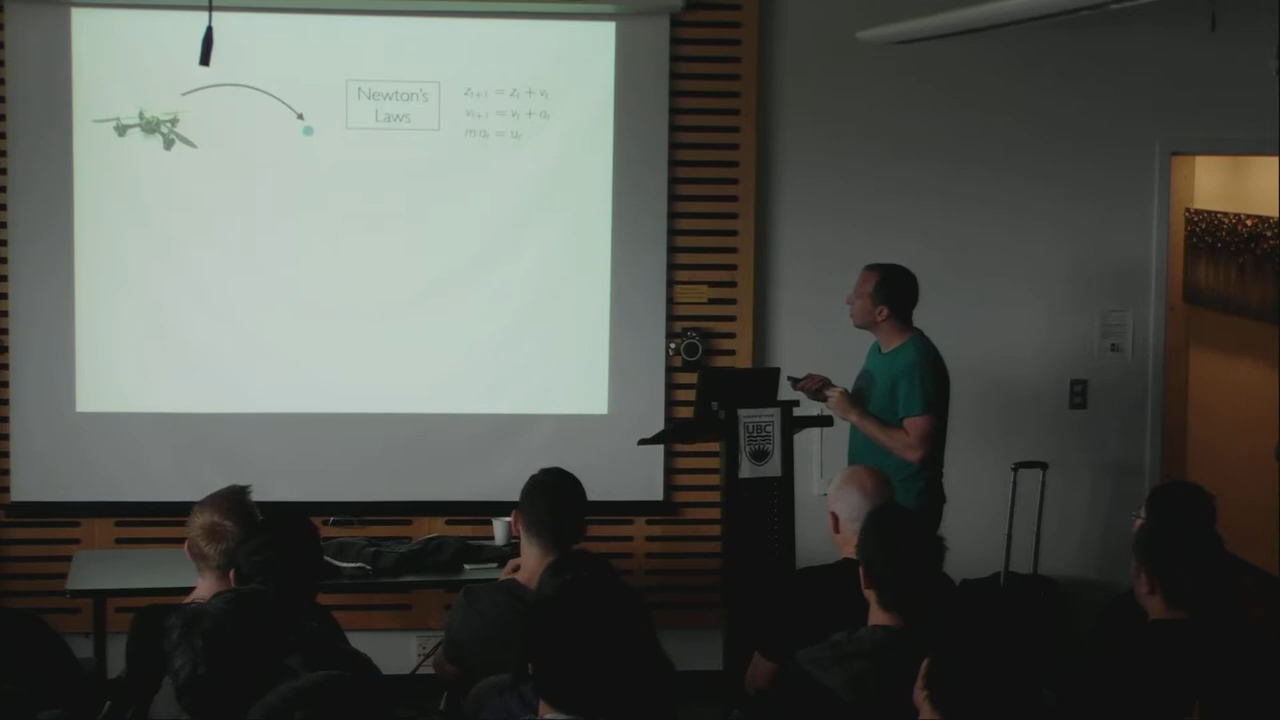 Newton's
Laws
z_{t+1} = z_t + v_t
v_{t+1} = v_t + a_t
m a_t = u_t
UBC